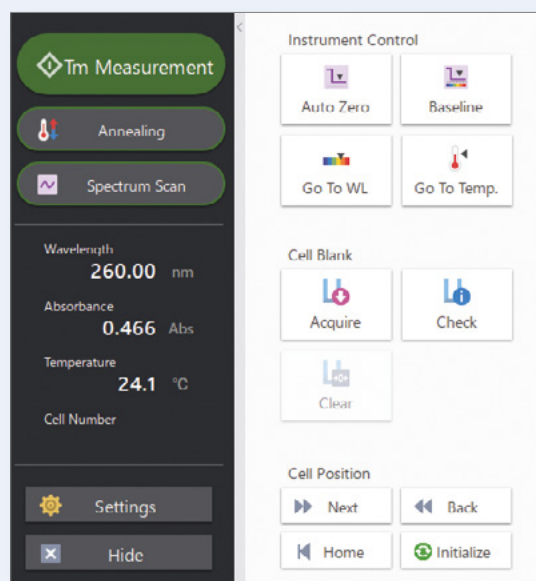 Tm Measurement
Annealing
Spectrum Scan
Wavelength
260.00 nm
Absorbance
0.466 Abs
Temperature
24.1 °C
Cell Number
Settings
Hide
Instrument Control
Auto Zero
Baseline
Go To WL
Go To Temp.
Cell Blank
Acquire
Check
Clear
Cell Position
Next
Back
Home
Initialize